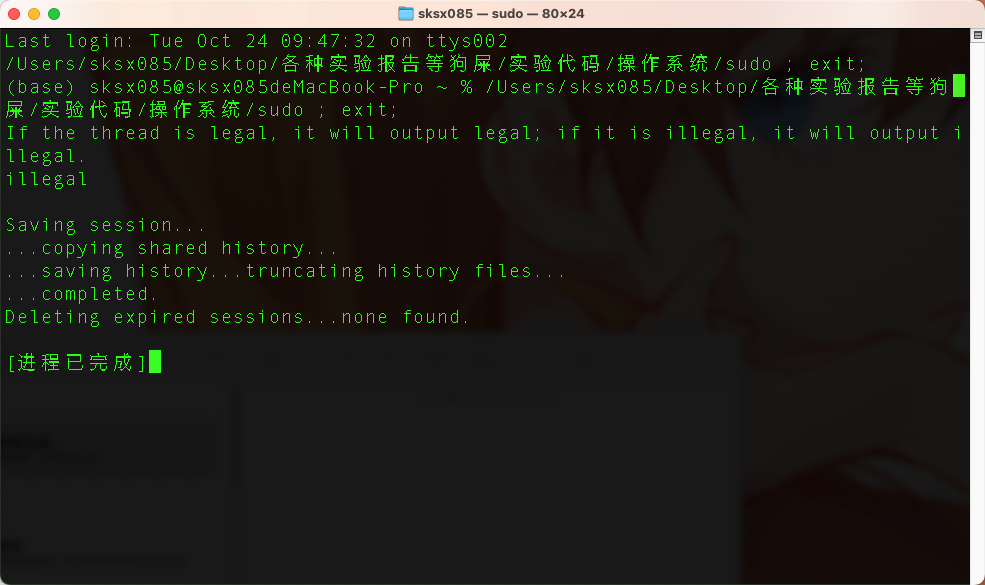 sksx085 — sudo — 80×24
Last login: Tue Oct 24 09:47:32 on ttys002
/Users/sksx085/Desktop/各种实验报告等狗屎/实验代码/操作系统/sudo ; exit;
(base) sksx085@sksx085deMacBook-Pro ~ % /Users/sksx085/Desktop/各种实验报告等狗
屎/实验代码/操作系统/sudo ; exit;
If the thread is legal, it will output legal; if it is illegal, it will output i
llegal.
illegal
Saving session...
...copying shared history...
...saving history...truncating history files...
...completed.
Deleting expired sessions...none found.
[进程已完成]